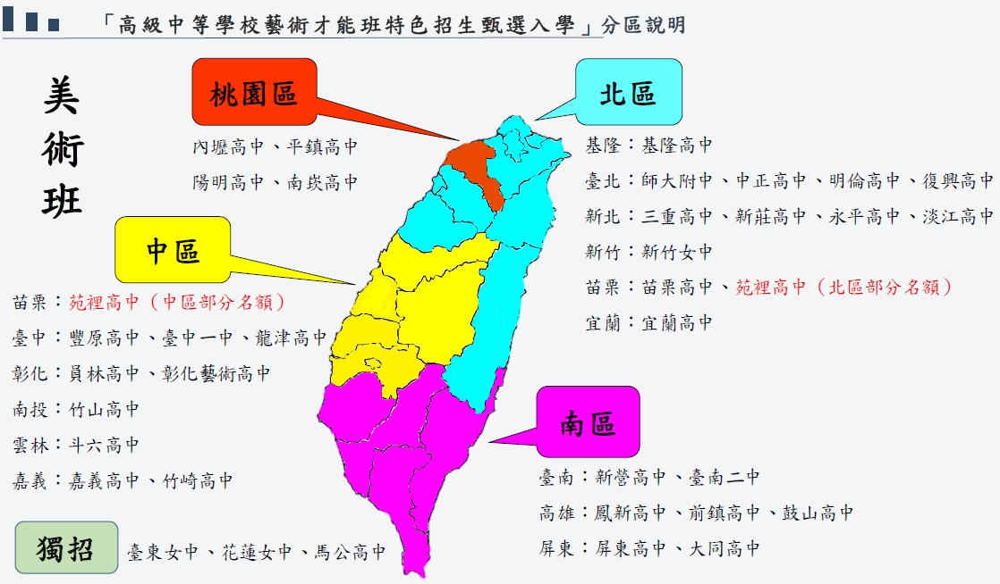 「高級中等學校藝術才能班特色招生甄選入學」分區說明
美術班
桃園區
內壢高中、平鎮高中
陽明高中、南崁高中
北區
基隆：基隆高中
臺北：師大附中、中正高中、明倫高中、復興高中
新北：三重高中、新莊高中、永平高中、淡江高中
新竹：新竹女中
苗栗：苗栗高中、苑裡高中（北區部分名額）
宜蘭：宜蘭高中
中區
苗栗：苑裡高中（中區部分名額）
臺中：豐原高中、臺中一中、龍津高中
彰化：員林高中、彰化藝術高中
南投：竹山高中
雲林：斗六高中
嘉義：嘉義高中、竹崎高中
南區
臺南：新營高中、臺南二中
高雄：鳳新高中、前鎮高中、鼓山高中
屏東：屏東高中、大同高中
獨招
臺東女中、花蓮女中、馬公高中